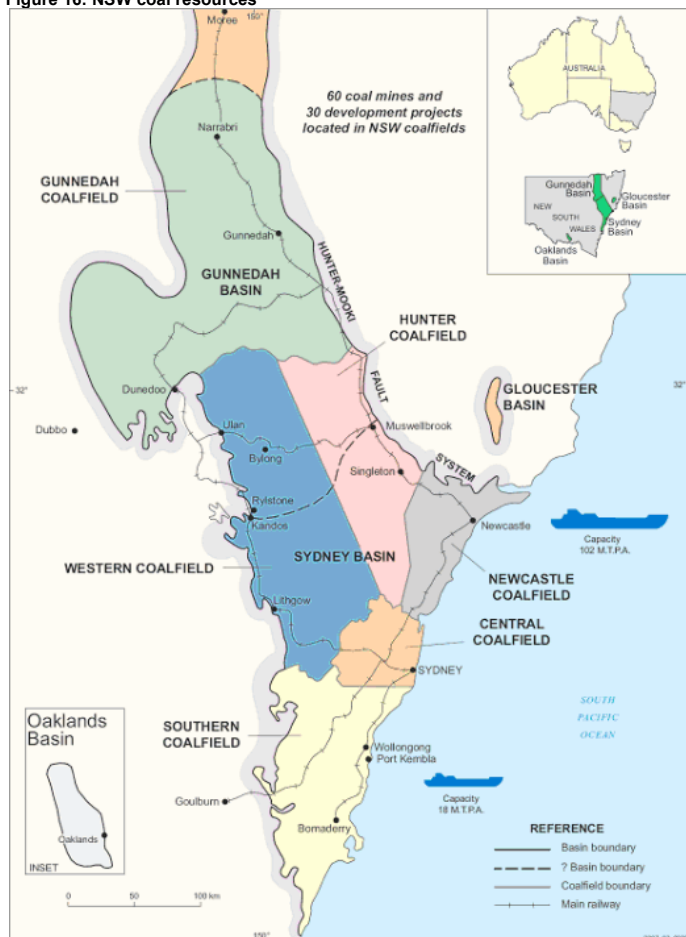 Figure 16: NSW coal resources
Moree
150°
60 coal mines and
30 development projects
located in NSW coalfields
AUSTRALIA
Narrabri
GUNNEDAH
COALFIELD
Gunnedah
Basin
Gloucester
Basin
NEW
SOUTH
WALES
Sydney
Basin
Oaklands
Basin
Gunnedah
GUNNEDAH
BASIN
HUNTER-MOOKI
FAULT
SYSTEM
HUNTER
COALFIELD
32°
32°
Dunedoo
GLOUCESTER
BASIN
Dubbo
Ulan
Muswellbrook
Bylong
Singleton
Rylstone
Kandos
Newcastle
Capacity
102 M.T.P.A.
SYDNEY BASIN
WESTERN COALFIELD
NEWCASTLE
COALFIELD
Lithgow
CENTRAL
COALFIELD
SYDNEY
SOUTH
PACIFIC
OCEAN
Oaklands
Basin
SOUTHERN
COALFIELD
Wollongong
Port Kembla
Capacity
18 M.T.P.A.
Goulburn
Bomaderry
Oaklands
INSET
REFERENCE
Basin boundary
? Basin boundary
Coalfield boundary
Main railway
0 50 100 km
150°